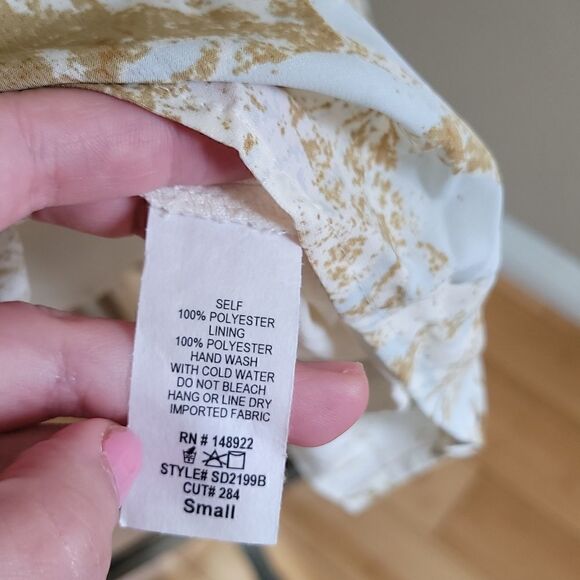 SELF
100% POLYESTER
LINING
100% POLYESTER
HAND WASH
WITH COLD WATER
DO NOT BLEACH
HANG OR LINE DRY
IMPORTED FABRIC
RN # 148922
STYLE# SD2199B
CUT# 284
Small